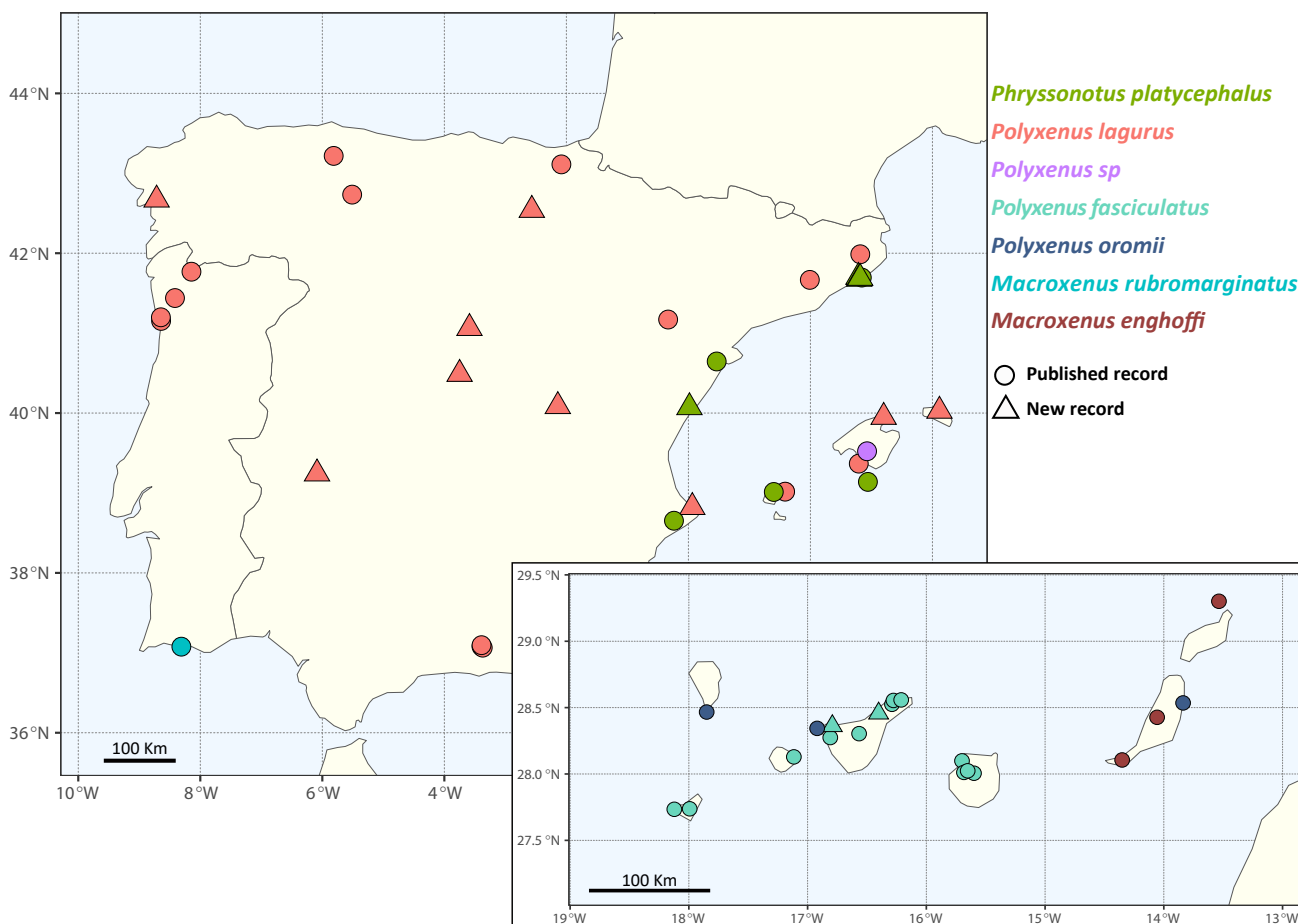 44°N
42°N
40°N
38°N
36°N
10°W
8°W
6°W
4°W
100 Km
Phryssonotus platycephalus
Polyxenus lagurus
Polyxenus sp
Polyxenus fasciculatus
Polyxenus oromii
Macroxenus rubromarginatus
Macroxenus enghoffi
Published record
New record
29.5 °N
29.0 °N
28.5 °N
28.0 °N
27.5 °N
100 Km
19°W
18°W
17°W
16°W
15°W
14°W
13°W